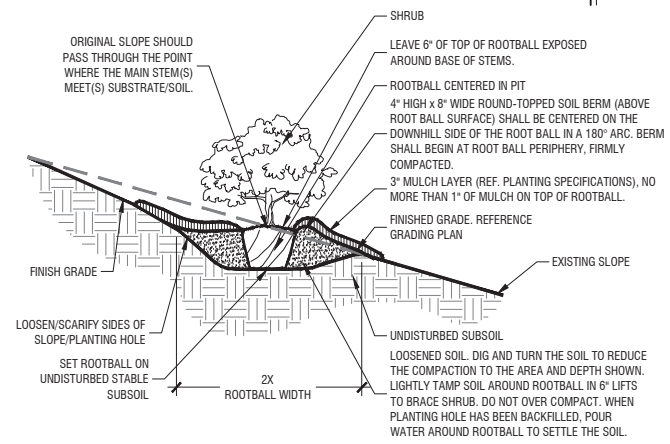 SHRUB
ORIGINAL SLOPE SHOULD
PASS THROUGH THE POINT
WHERE THE MAIN STEM(S)
MEET(S) SUBSTRATE/SOIL.
LEAVE 6" OF TOP OF ROOTBALL EXPOSED
AROUND BASE OF STEMS.
ROOTBALL CENTERED IN PIT
4" HIGH x 8" WIDE ROUND-TOPPED SOIL BERM (ABOVE
ROOT BALL SURFACE) SHALL BE CENTERED ON THE
DOWNHILL SIDE OF THE ROOT BALL IN A 180° ARC. BERM
SHALL BEGIN AT ROOT BALL PERIPHERY, FIRMLY
COMPACTED.
3" MULCH LAYER (REF. PLANTING SPECIFICATIONS), NO
MORE THAN 1" OF MULCH ON TOP OF ROOTBALL.
FINISHED GRADE. REFERENCE
GRADING PLAN
EXISTING SLOPE
FINISH GRADE
LOOSEN/SCARIFY SIDES OF
SLOPE/PLANTING HOLE
SET ROOTBALL ON
UNDISTURBED STABLE
SUBSOIL
2X
ROOTBALL WIDTH
UNDISTURBED SUBSOIL
LOOSENED SOIL. DIG AND TURN THE SOIL TO REDUCE
THE COMPACTION TO THE AREA AND DEPTH SHOWN.
LIGHTLY TAMP SOIL AROUND ROOTBALL IN 6" LIFTS
TO BRACE SHRUB. DO NOT OVER COMPACT. WHEN
PLANTING HOLE HAS BEEN BACKFILLED, POUR
WATER AROUND ROOTBALL TO SETTLE THE SOIL.